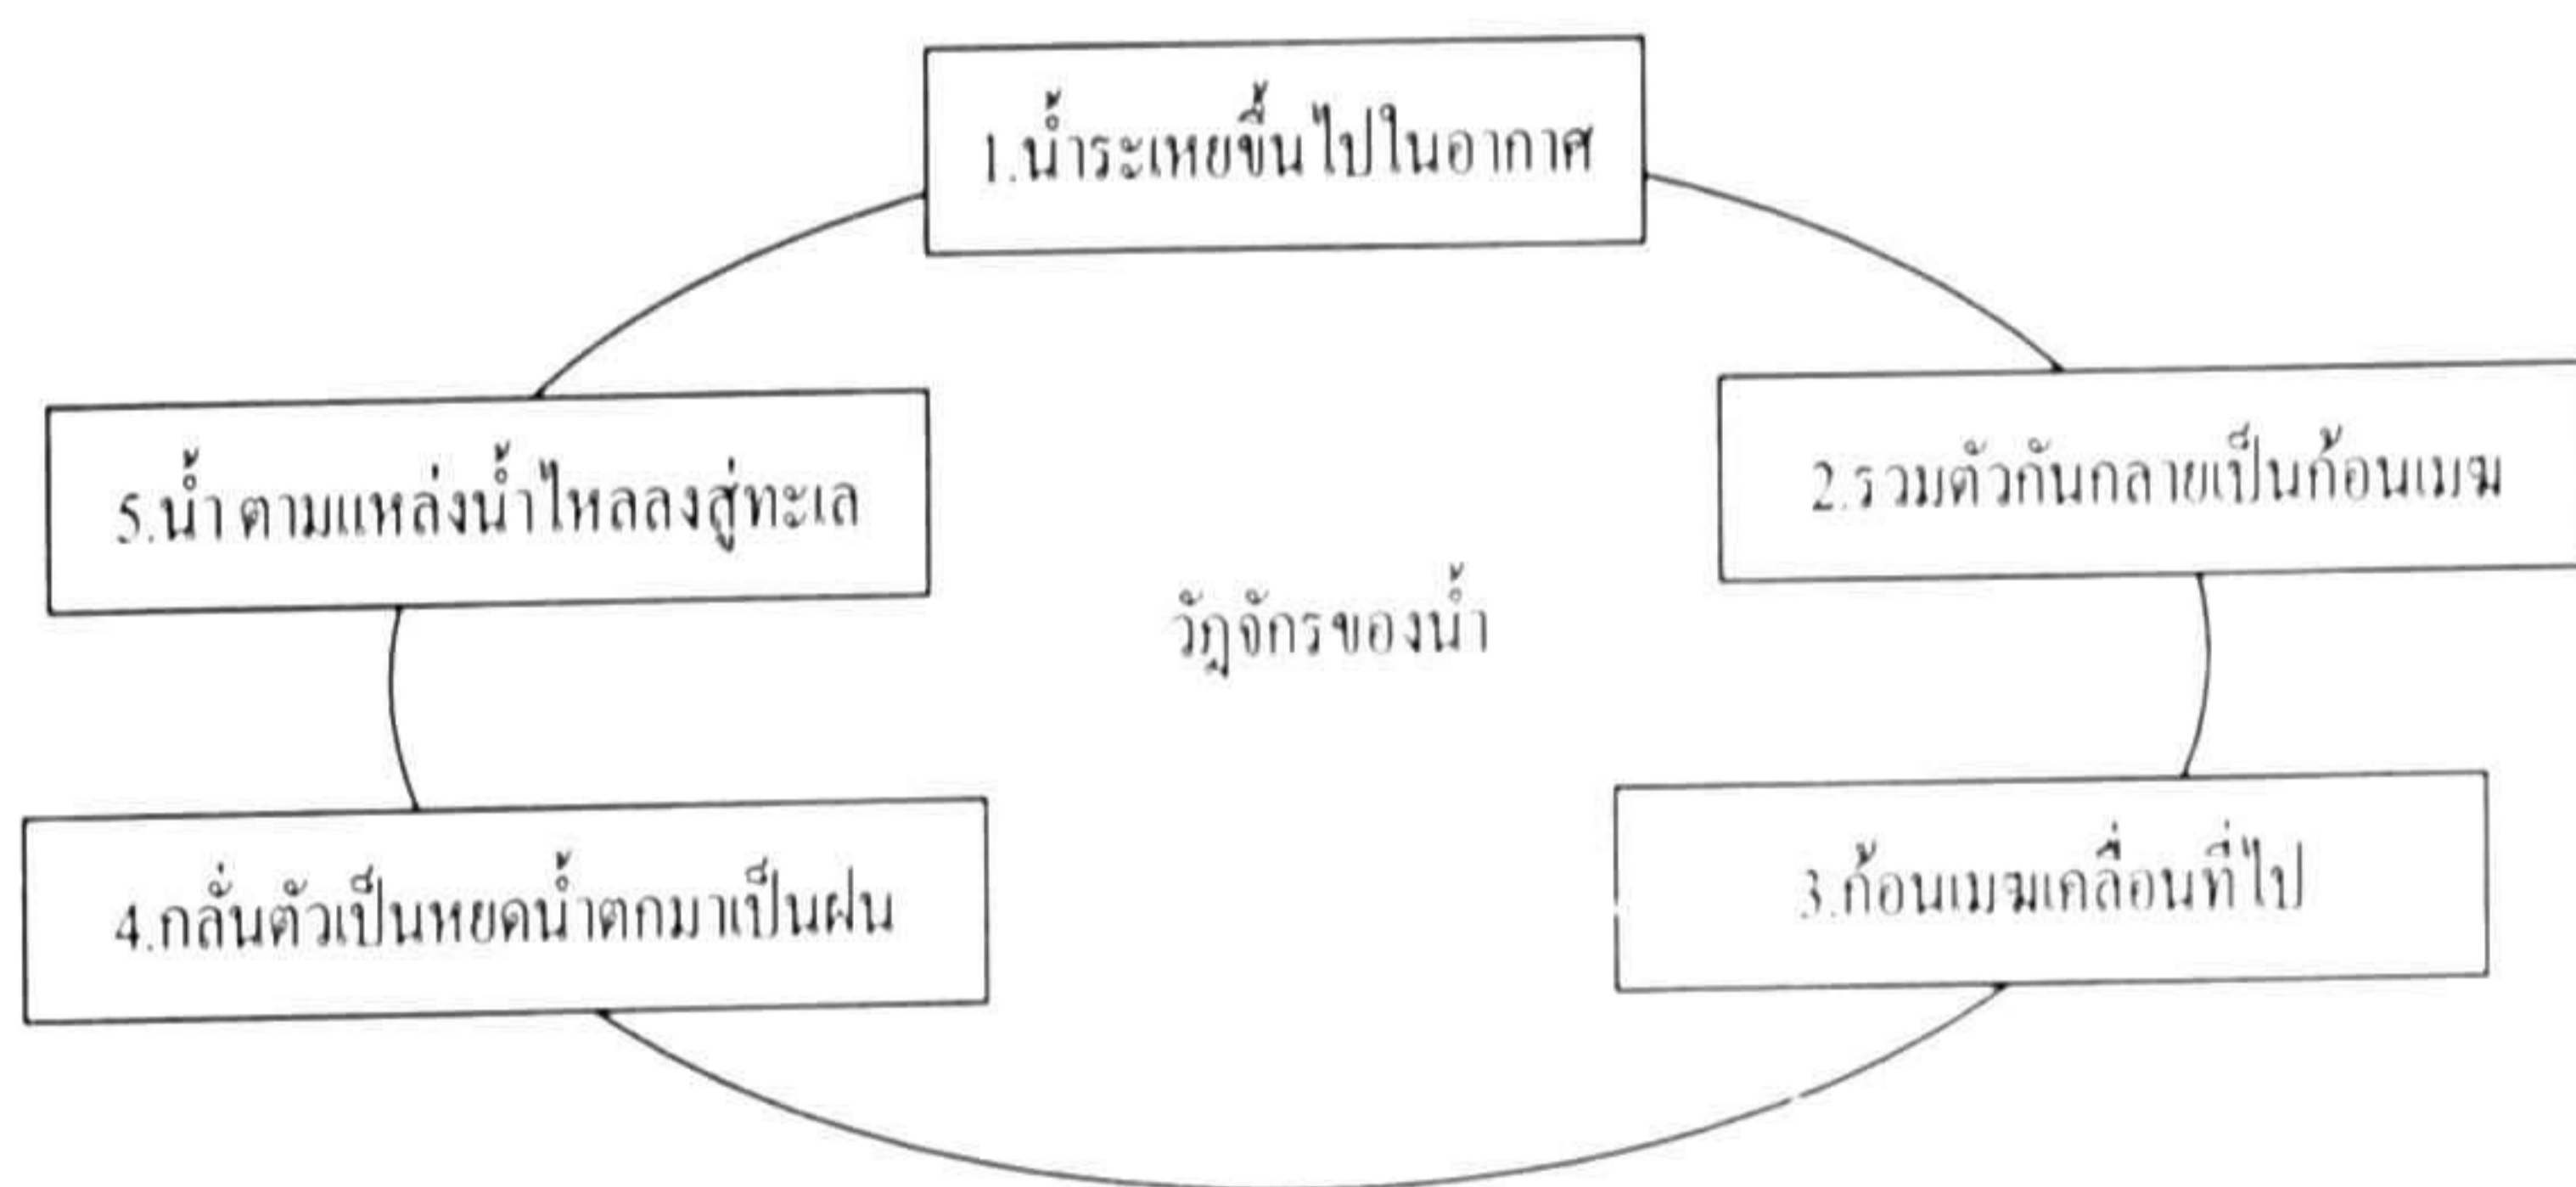 1.น้ำระเหยขึ้นไปในอากาศ
2.รวมตัวกันกลายเป็นก้อนเมฆ
5.น้ำ ตามแหล่งน้ำไหลลงสู่ทะเล
วัฏจักรของน้ำ
3.ก้อนเมฆเคลื่อนที่ไป
4.กลั่นตัวเป็นหยดน้ำตกมาเป็นฝน